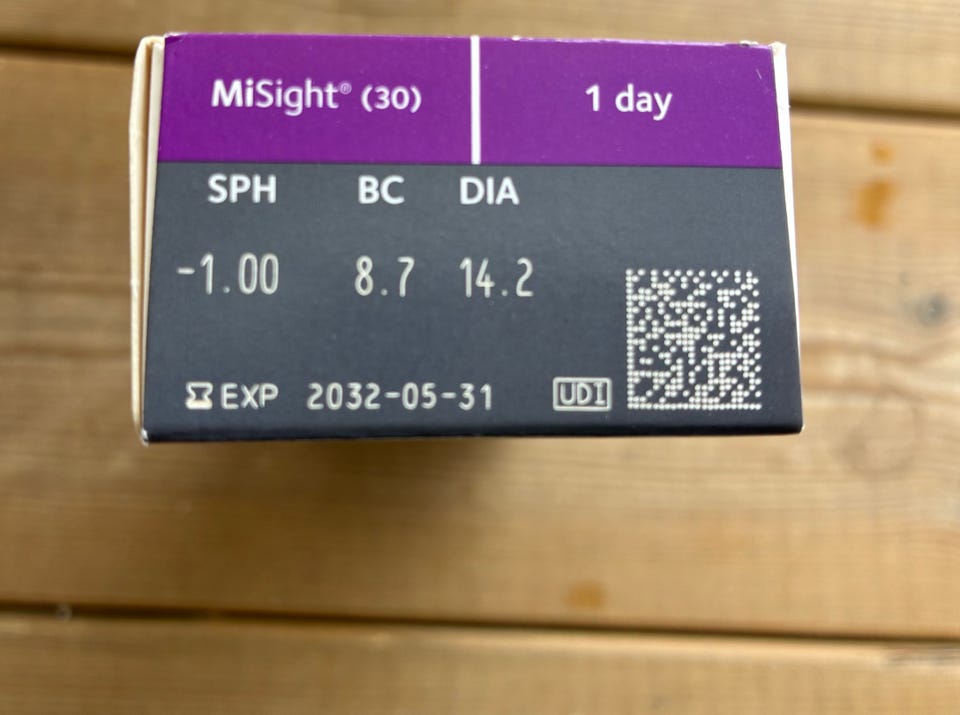 MiSight® (30) 1 day
SPH BC DIA
-1.00 8.7 14.2
EXP 2032-05-31 UDI